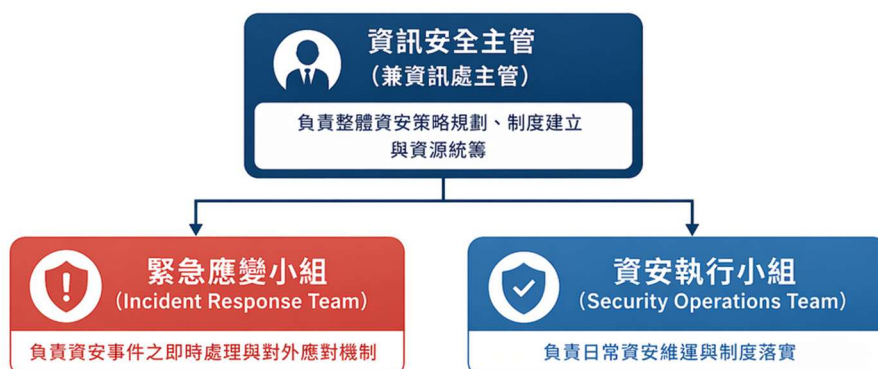 資訊安全主管
（兼資訊處主管）
負責整體資安策略規劃、制度建立
與資源統籌
緊急應變小組
（Incident Response Team）
負責資安事件之即時處理與對外應對機制
資安執行小組
（Security Operations Team）
負責日常資安維運與制度落實